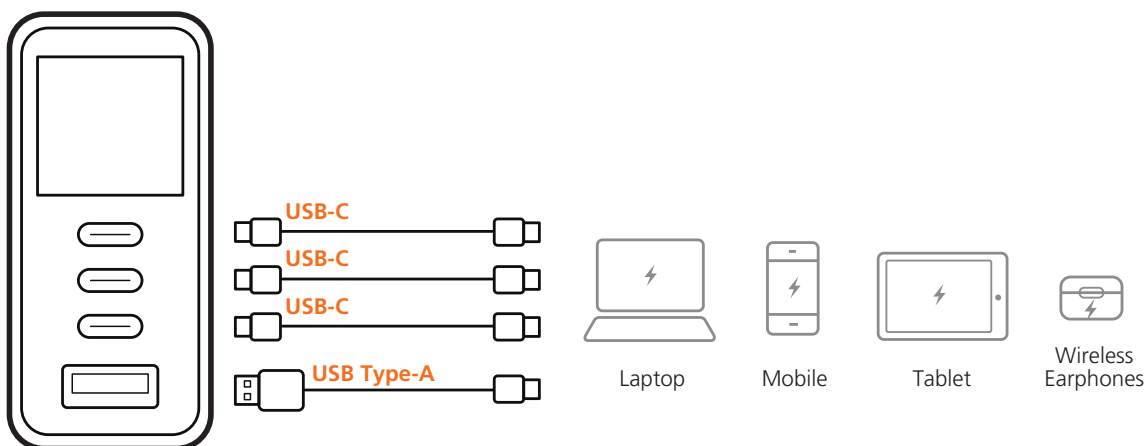 USB-C
USB-C
USB-C
USB Type-A
Laptop
Mobile
Tablet
Wireless
Earphones